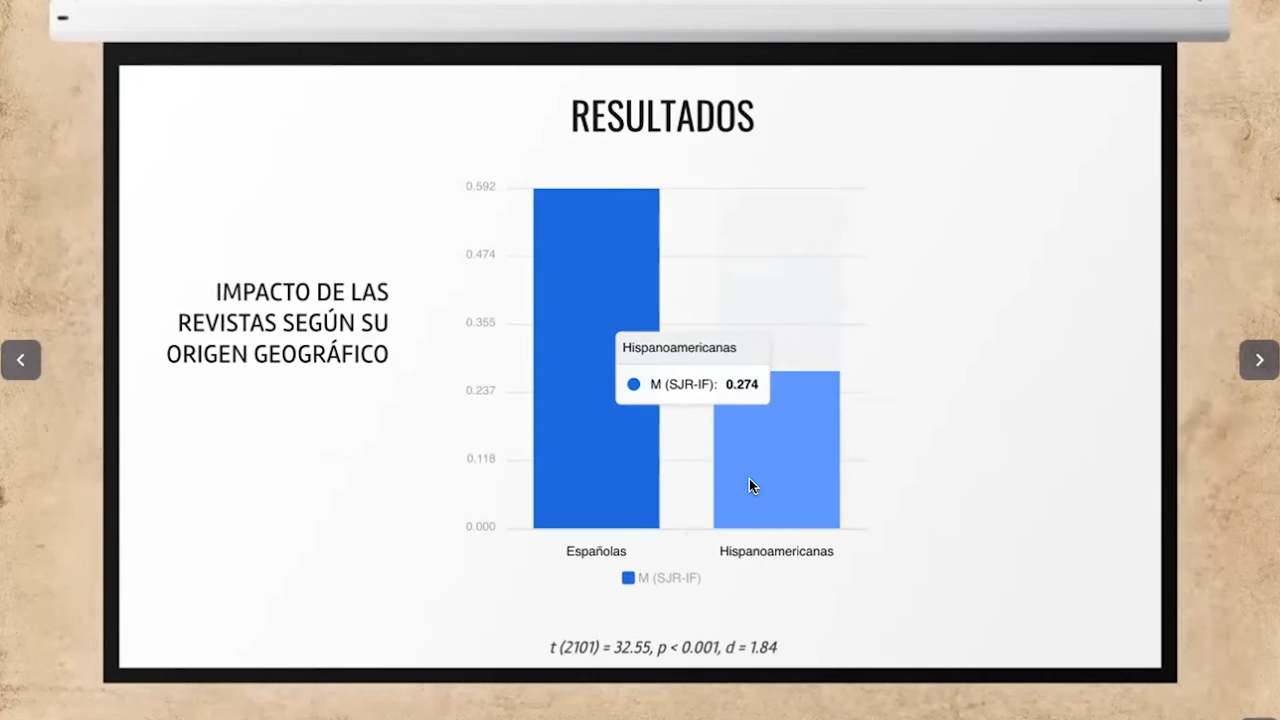 RESULTADOS
IMPACTO DE LAS
REVISTAS SEGÚN SU
ORIGEN GEOGRÁFICO
0.592
0.474
0.355
0.237
0.118
0.000
Hispanoamericanas
M (SJR-IF): 0.274
Españolas
Hispanoamericanas
M (SJR-IF)
t (2101) = 32.55, p < 0.001, d = 1.84